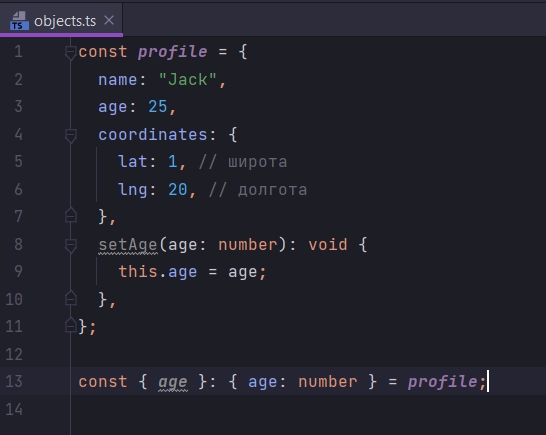 TS objects.ts
1 const profile = {
2 name: "Jack",
3 age: 25,
4 coordinates: {
5 lat: 1, // широта
6 lng: 20, // долгота
7 },
8 setAge(age: number): void {
9 this.age = age;
10 },
11 };
12
13 const { age }: { age: number } = profile;
14